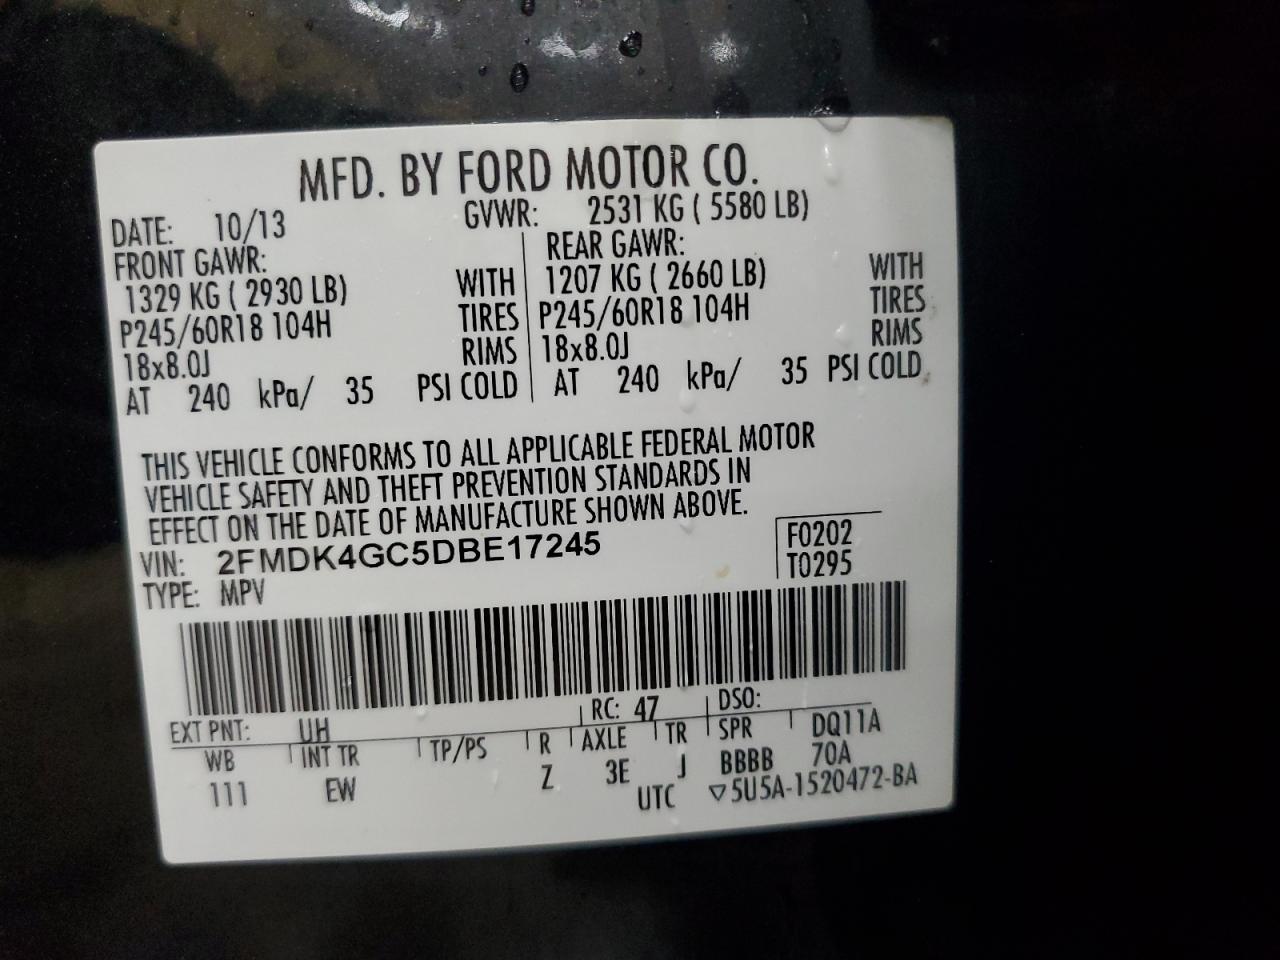 MFD. BY FORD MOTOR CO.
DATE: 10/13 GVWR: 2531 KG ( 5580 LB)
FRONT GAWR: REAR GAWR:
1329 KG ( 2930 LB) WITH 1207 KG ( 2660 LB) WITH
P245/60R18 104H TIRES P245/60R18 104H TIRES
18x8.0J RIMS 18x8.0J RIMS
AT 240 kPa/ 35 PSI COLD AT 240 kPa/ 35 PSI COLD
THIS VEHICLE CONFORMS TO ALL APPLICABLE FEDERAL MOTOR
VEHICLE SAFETY AND THEFT PREVENTION STANDARDS IN
EFFECT ON THE DATE OF MANUFACTURE SHOWN ABOVE.
VIN: 2FMDK4GC5DBE17245 F0202
TYPE: MPV T0295
EXT PNT: UH RC: 47 DSO:
WB INT TR TP/PS R AXLE TR SPR DQ11A
111 EW Z 3E J BBBB 70A
UTC ▽5U5A-1520472-BA